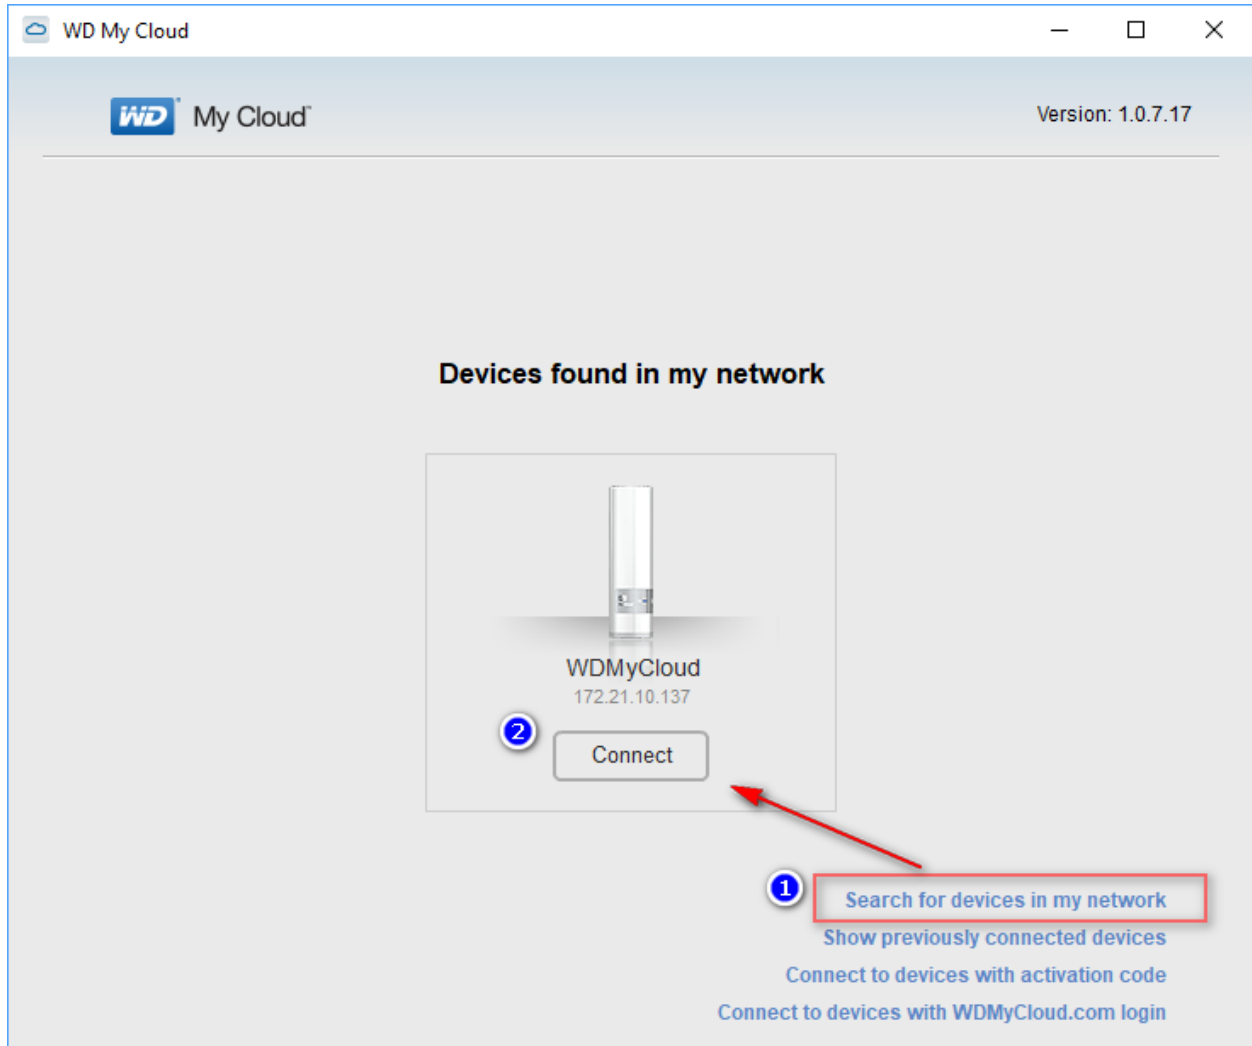 WD My Cloud
WD® My Cloud™
Version: 1.0.7.17
Devices found in my network
WDMyCloud
172.21.10.137
2
Connect
1
Search for devices in my network
Show previously connected devices
Connect to devices with activation code
Connect to devices with WDMyCloud.com login